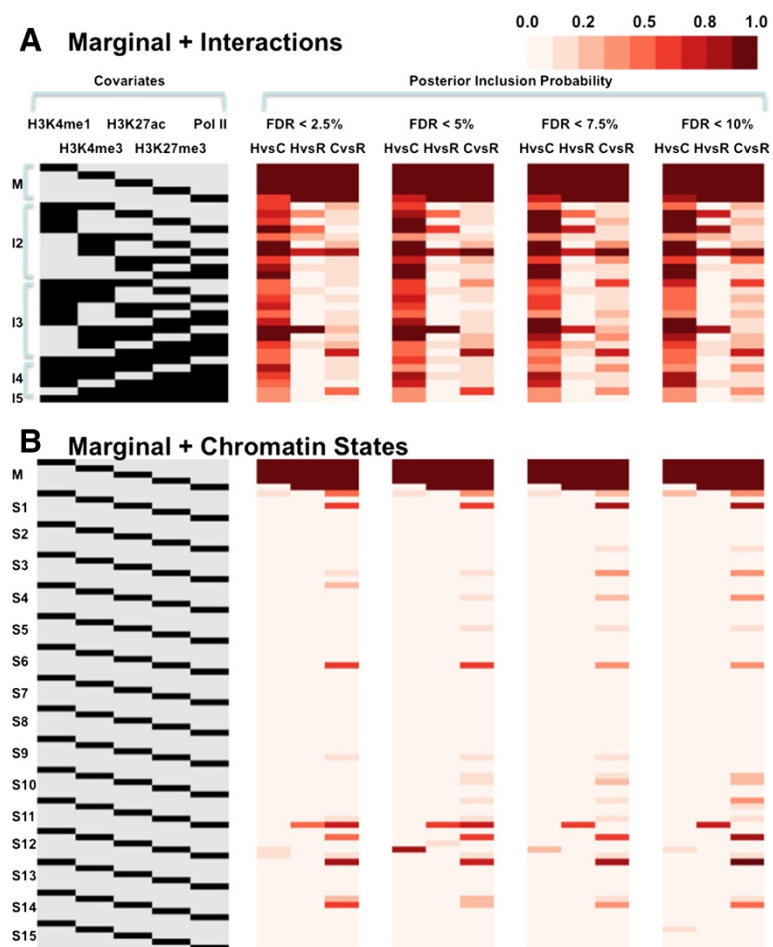 A Marginal + Interactions
0.0 0.2 0.5 0.8 1.0
Covariates
Posterior Inclusion Probability
H3K4me1 H3K27ac Pol II
FDR < 2.5% FDR < 5% FDR < 7.5% FDR < 10%
H3K4me3 H3K27me3
HvsC HvsR CvsR HvsC HvsR CvsR HvsC HvsR CvsR HvsC HvsR CvsR
M
I2
I3
I4
I5
B Marginal + Chromatin States
M
S1
S2
S3
S4
S5
S6
S7
S8
S9
S10
S11
S12
S13
S14
S15